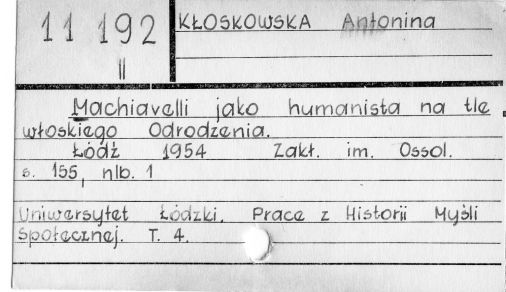 11 192
II
KŁOSKOWSKA Antonina
Machiavelli jako humanista na tle
włoskiego Odrodzenia.
Łódź 1954 Zakł. im. Ossol.
s. 155, nlb. 1
Uniwersytet Łódzki. Prace z Historii Myśli
Społecznej. T. 4.